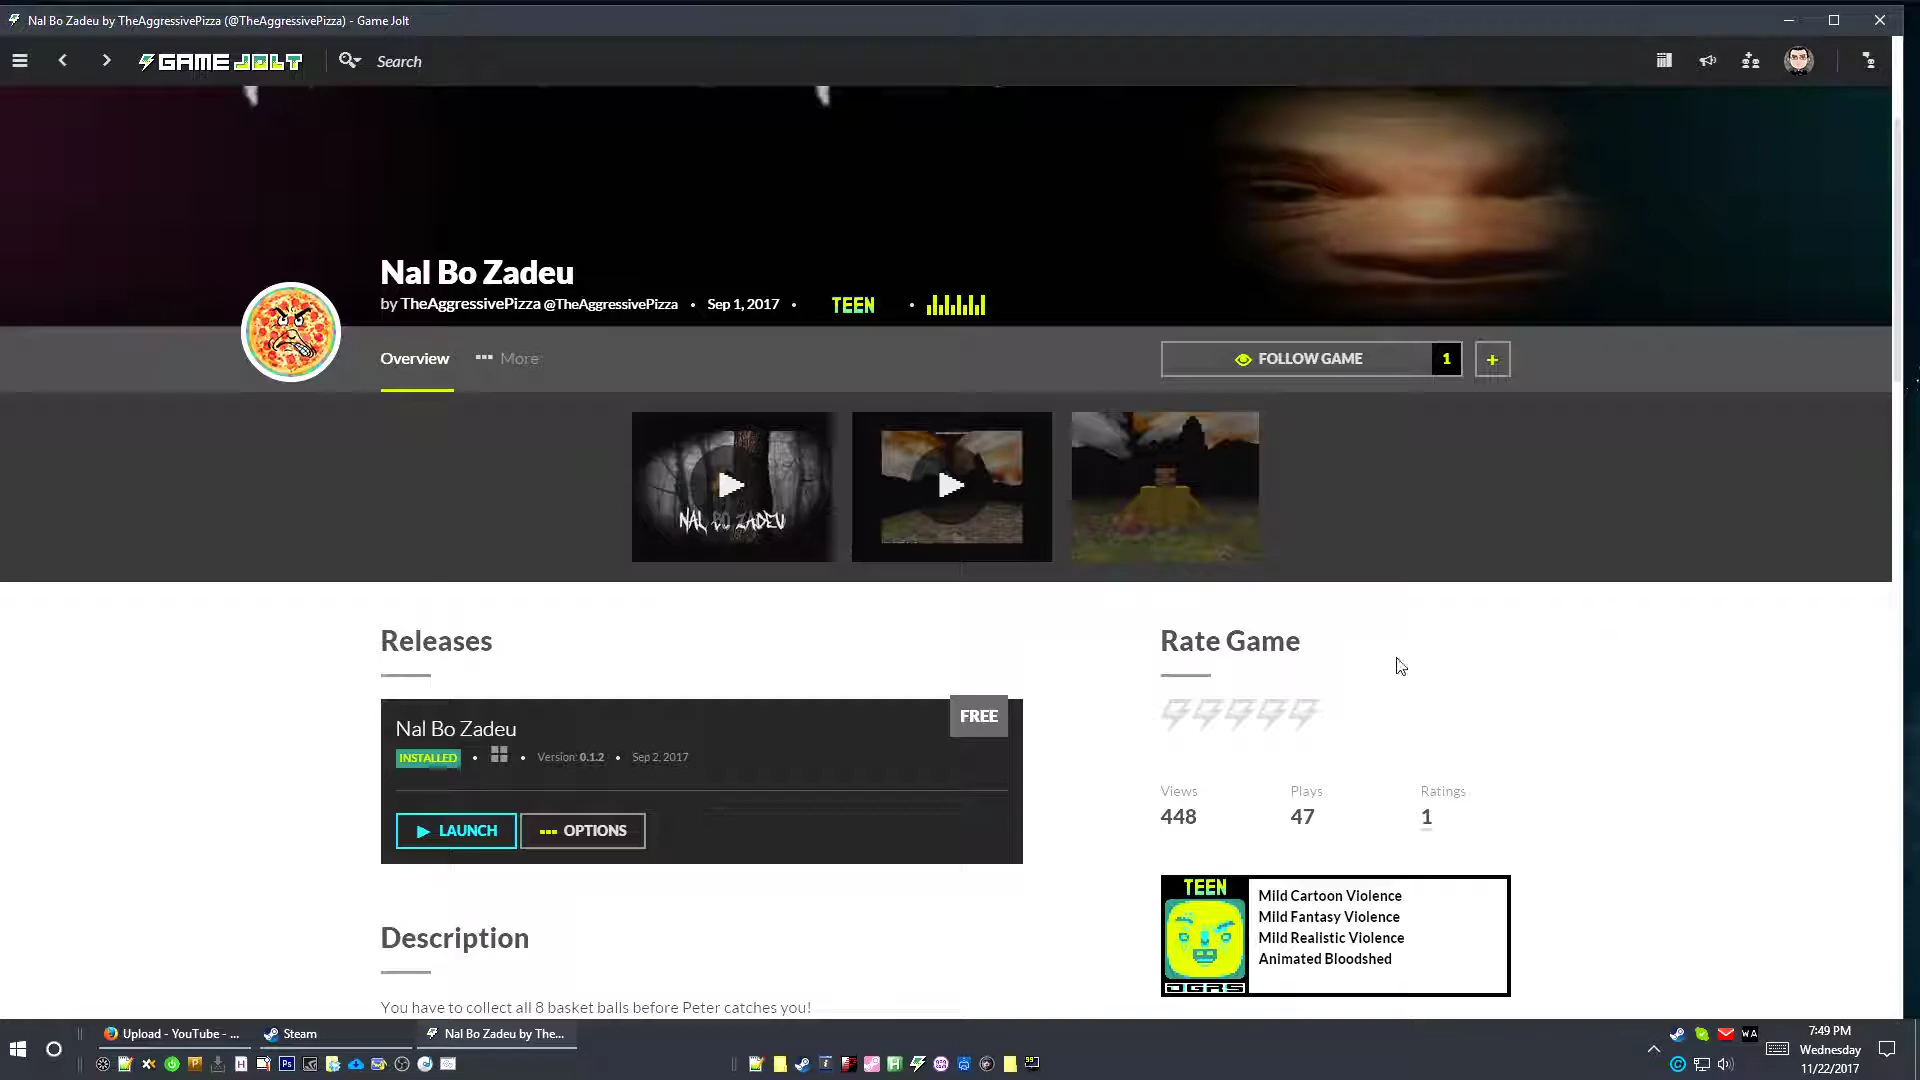 Nal Bo Zadeu by TheAggressivePizza (@TheAggressivePizza) - Game Jolt
GAME JOLT
Search
Nal Bo Zadeu
by TheAggressivePizza @TheAggressivePizza • Sep 1, 2017 • TEEN •
Overview
More
FOLLOW GAME 1
+
NAL BO ZADEU
Releases
Nal Bo Zadeu
FREE
INSTALLED • • Version: 0.1.2 • Sep 2, 2017
LAUNCH
OPTIONS
Description
You have to collect all 8 basket balls before Peter catches you!
Rate Game
Views Plays Ratings
448 47 1
TEEN
DGRS
Mild Cartoon Violence
Mild Fantasy Violence
Mild Realistic Violence
Animated Bloodshed
Upload - YouTube - ...
Steam
Nal Bo Zadeu by The...
WA
7:49 PM
Wednesday
11/22/2017